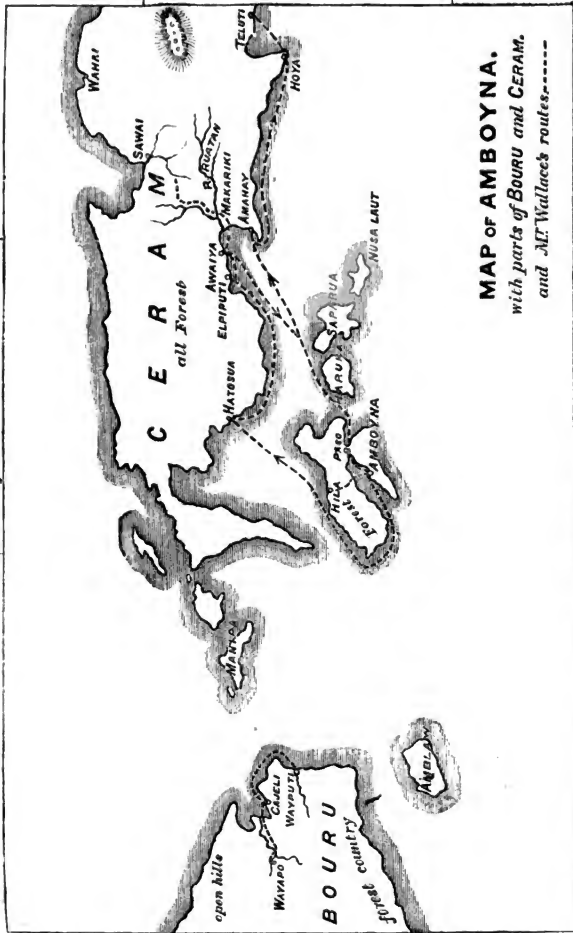 MAP OF AMBOYNA.
with parts of BOURU and CERAM.
and Mr. Wallace's routes------
WAHAI
SAWAI
TELUTI
HOYA
R. RUATAN
MAKARIKI
AMAHAY
AWAIYA
ELPIPUTI
CERAM
all Forest
HATOSUA
NUSA LAUT
SAPARUA
HARUKA
PASO
HILA
Forest
AMBOYNA
MANIPA
AMBLAW
CAJELI
WAYPUTI
WAYAPO
open hills
BOURU
forest country